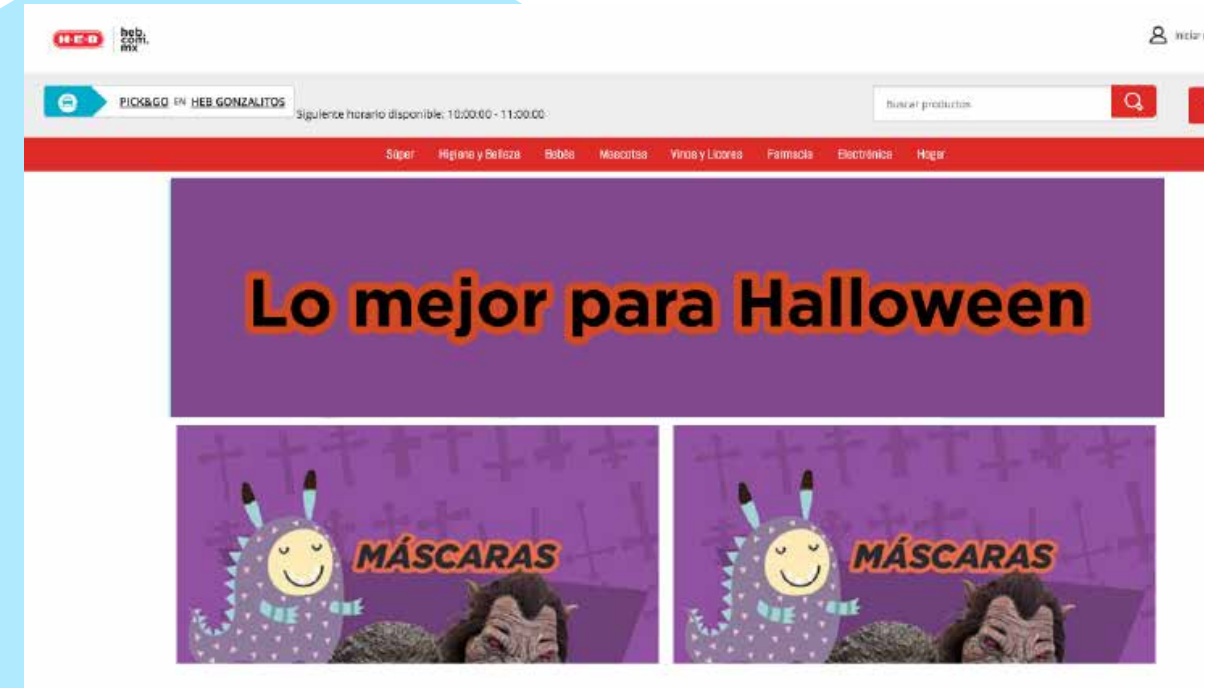 H-E-B
heb.
com.
mx
Iniciar
PICK&GO EN HEB GONZALITOS
Siguiente horario disponible: 10:00:00 - 11:00:00
Buscar productos
Súper Higiene y Belleza Bebés Mascotas Vinos y Licores Farmacia Electrónica Hogar
Lo mejor para Halloween
MÁSCARAS
MÁSCARAS